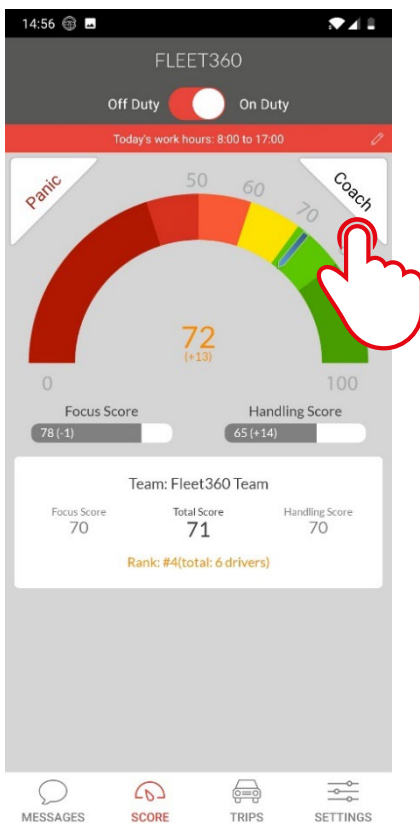 14:56
FLEET360
Off Duty On Duty
Today's work hours: 8:00 to 17:00
Panic
Coach
50
60
70
72
(+13)
0
100
Focus Score
Handling Score
78 (-1)
65 (+14)
Team: Fleet360 Team
Focus Score
Total Score
Handling Score
70
71
70
Rank: #4(total: 6 drivers)
MESSAGES
SCORE
TRIPS
SETTINGS